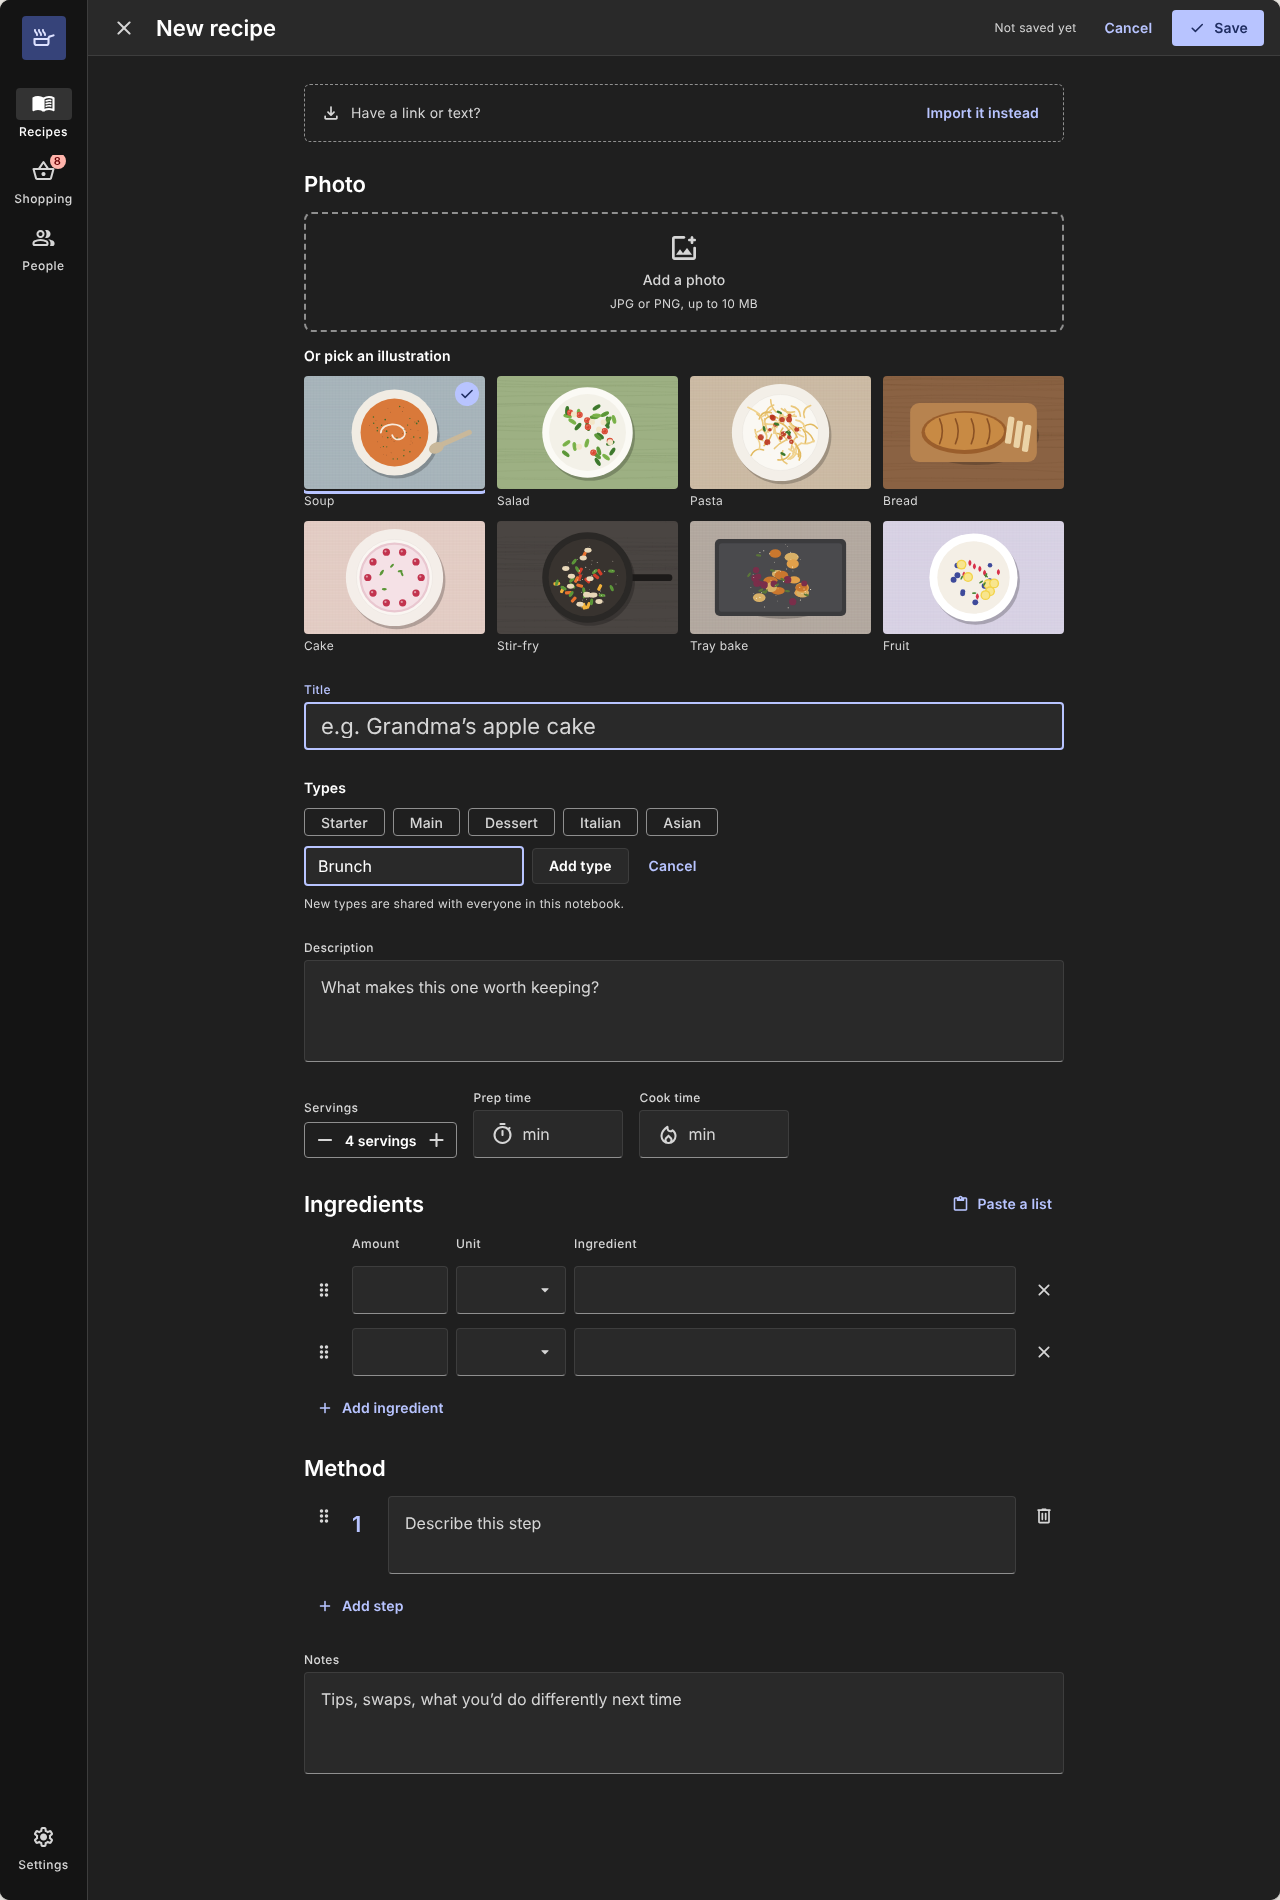 New recipe
Not saved yet
Cancel
Save
Recipes
8
Shopping
People
Settings
Have a link or text?
Import it instead
Photo
Add a photo
JPG or PNG, up to 10 MB
Or pick an illustration
Soup
Salad
Pasta
Bread
Cake
Stir-fry
Tray bake
Fruit
Title
e.g. Grandma’s apple cake
Types
Starter
Main
Dessert
Italian
Asian
Brunch
Add type
Cancel
New types are shared with everyone in this notebook.
Description
What makes this one worth keeping?
Servings
4 servings
Prep time
min
Cook time
min
Ingredients
Paste a list
Amount
Unit
Ingredient
Add ingredient
Method
1
Describe this step
Add step
Notes
Tips, swaps, what you’d do differently next time